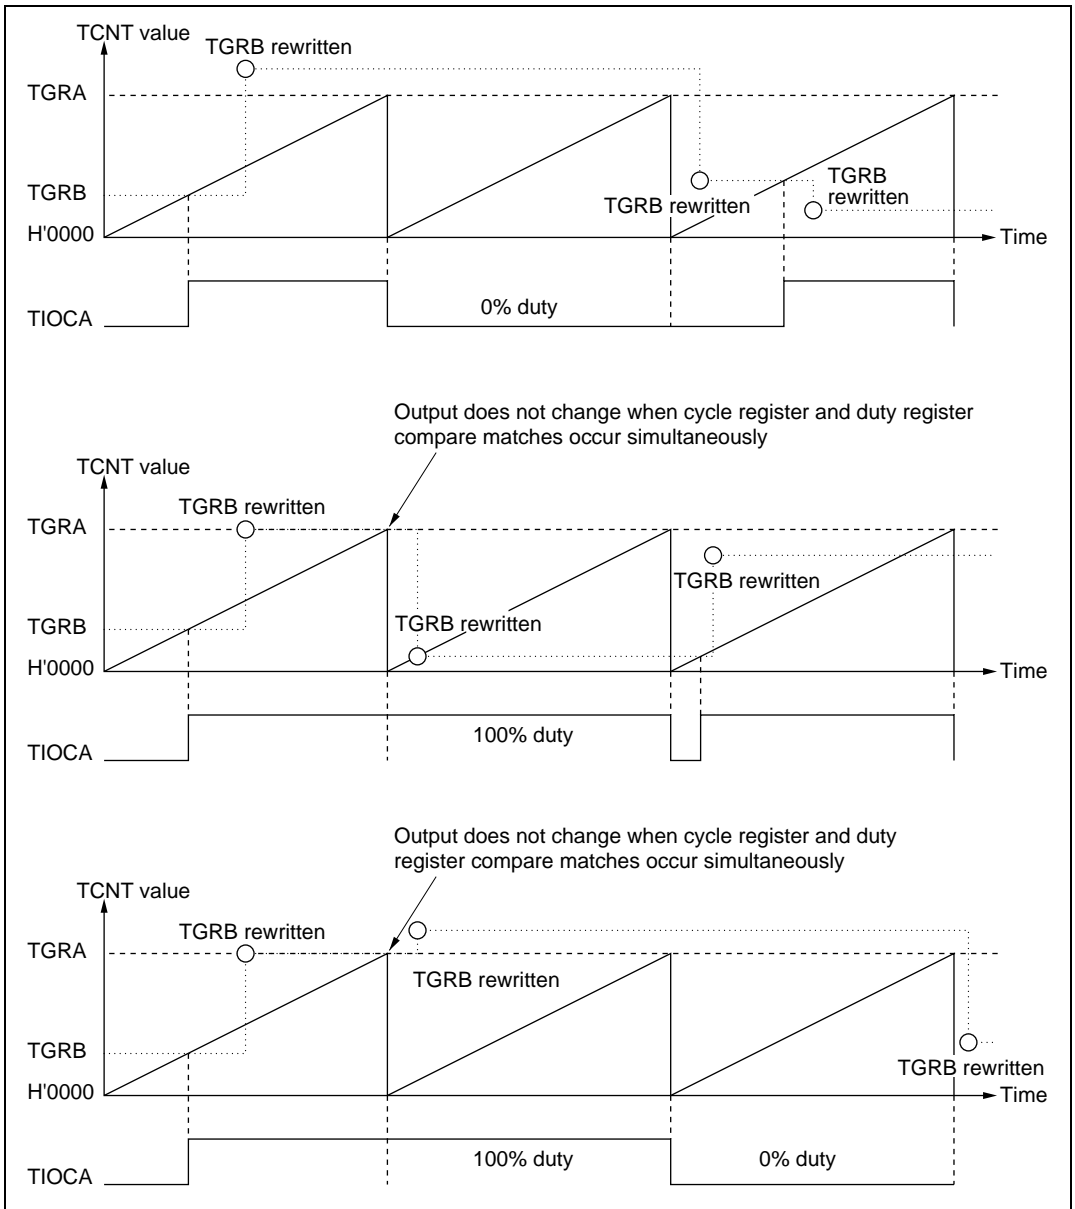 TCNT value
TGRB rewritten
TGRA
TGRB
TGRB rewritten
TGRB
rewritten
H'0000
Time
0% duty
TIOCA
Output does not change when cycle register and duty register
compare matches occur simultaneously
TCNT value
TGRB rewritten
TGRA
TGRB rewritten
TGRB
TGRB rewritten
H'0000
Time
100% duty
TIOCA
Output does not change when cycle register and duty
register compare matches occur simultaneously
TCNT value
TGRB rewritten
TGRA
TGRB rewritten
TGRB
TGRB rewritten
H'0000
Time
100% duty
0% duty
TIOCA